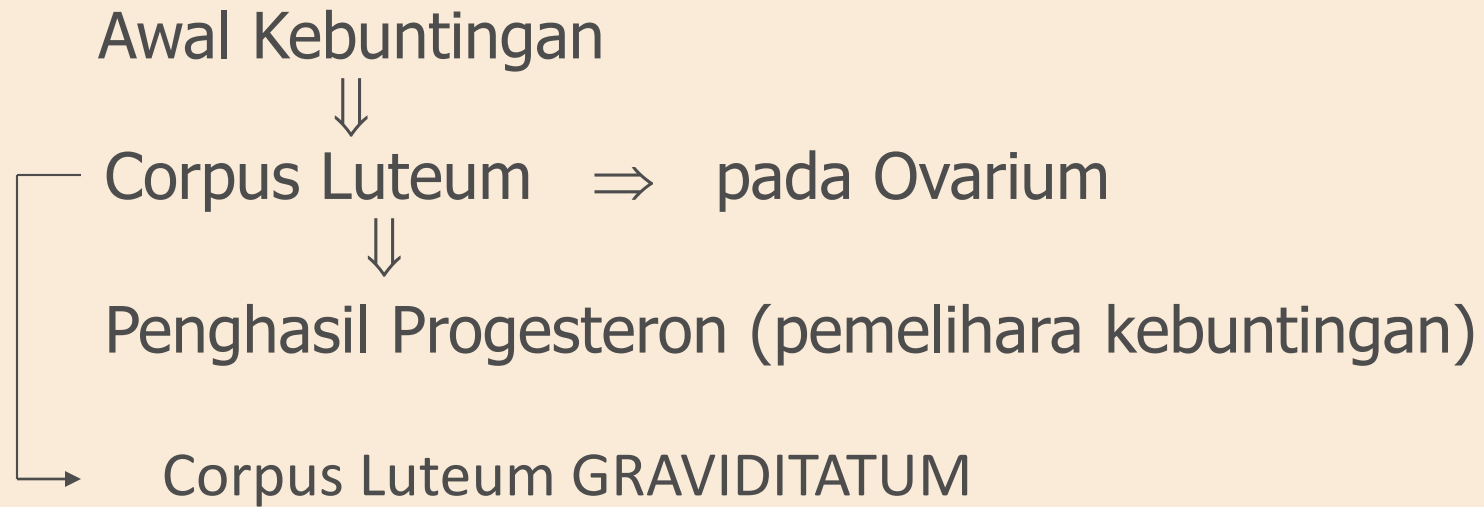 Awal Kebuntingan
⇓
Corpus Luteum ⇒ pada Ovarium
⇓
Penghasil Progesteron (pemelihara kebuntingan)
Corpus Luteum GRAVIDITATUM